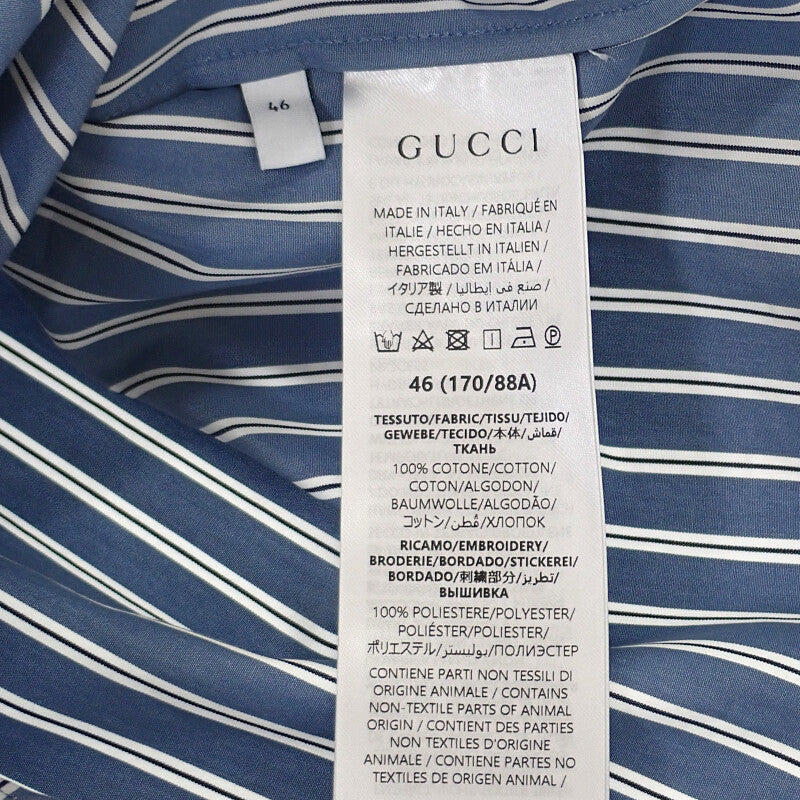 46
GUCCI
MADE IN ITALY / FABRIQUÉ EN
ITALIE / HECHO EN ITALIA /
HERGESTELLT IN ITALIEN /
FABRICADO EM ITÁLIA /
イタリア製 / صنع في إيطاليا /
СДЕЛАНО В ИТАЛИИ
46 (170/88A)
TESSUTO/FABRIC/TISSU/TEJIDO/
GEWEBE/TECIDO/本体/قماش/
ТКАНЬ
100% COTONE/COTTON/
COTON/ALGODON/
BAUMWOLLE/ALGODÃO/
コットン/قُطن/ХЛОПОК
RICAMO/EMBROIDERY/
BRODERIE/BORDADO/STICKEREI/
BORDADO/刺繍部分/تطريز/
ВЫШИВКА
100% POLIESTERE/POLYESTER/
POLIÉSTER/POLIESTER/
ポリエステル/بوليستر/ПОЛИЭСТЕР
CONTIENE PARTI NON TESSILI DI
ORIGINE ANIMALE / CONTAINS
NON-TEXTILE PARTS OF ANIMAL
ORIGIN / CONTIENT DES PARTIES
NON TEXTILES D'ORIGINE
ANIMALE / CONTIENE PARTES NO
TEXTILES DE ORIGEN ANIMAL /